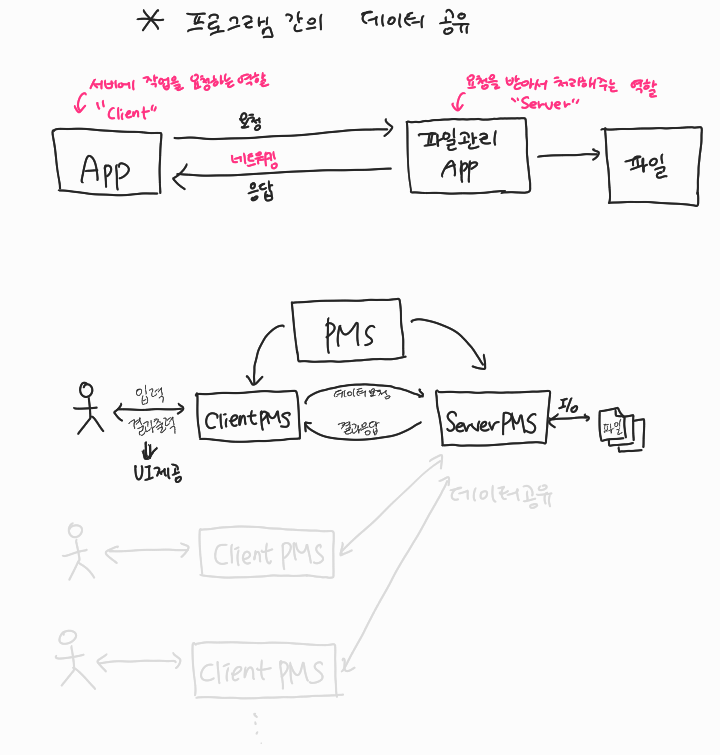 * 프로그램 간의 데이터 공유
서버에 작업을 요청하는 역할
"Client"
요청을 받아서 처리해주는 역할
"Server"
App
요청
네트워킹
응답
파일관리
APP
파일
PMS
입력
결과출력
UI제공
Client PMS
데이터요청
결과응답
Server PMS
I/o
파일
데이터공유
Client PMS
Client PMS